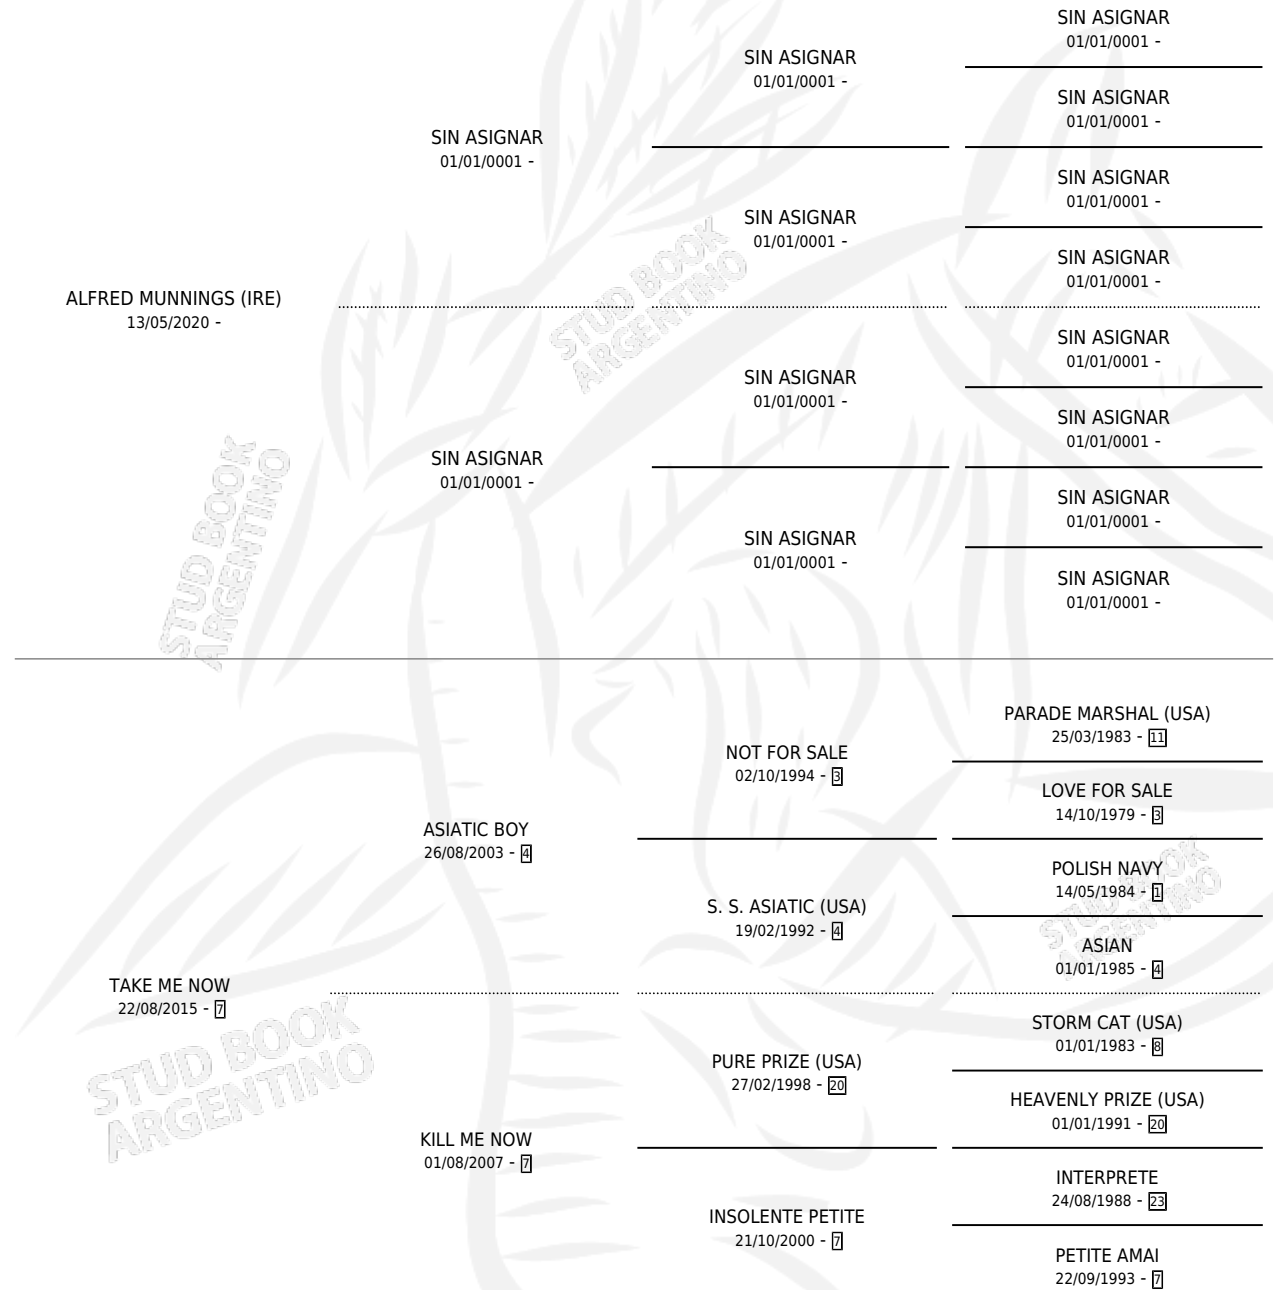 SIN ASIGNAR
01/01/0001 -
SIN ASIGNAR
01/01/0001 -
SIN ASIGNAR
01/01/0001 -
SIN ASIGNAR
01/01/0001 -
SIN ASIGNAR
01/01/0001 -
SIN ASIGNAR
01/01/0001 -
SIN ASIGNAR
01/01/0001 -
ALFRED MUNNINGS (IRE)
13/05/2020 -
SIN ASIGNAR
01/01/0001 -
SIN ASIGNAR
01/01/0001 -
SIN ASIGNAR
01/01/0001 -
SIN ASIGNAR
01/01/0001 -
SIN ASIGNAR
01/01/0001 -
SIN ASIGNAR
01/01/0001 -
SIN ASIGNAR
01/01/0001 -
STUD BOOK
ARGENTINO
STUD BOOK
ARGENTINO
PARADE MARSHAL (USA)
25/03/1983 - 11
NOT FOR SALE
02/10/1994 - 3
LOVE FOR SALE
14/10/1979 - 3
ASIATIC BOY
26/08/2003 - 4
POLISH NAVY
14/05/1984 - 1
S. S. ASIATIC (USA)
19/02/1992 - 4
ASIAN
01/01/1985 - 4
STUD BOOK
ARGENTINO
TAKE ME NOW
22/08/2015 - 7
STORM CAT (USA)
01/01/1983 - 8
PURE PRIZE (USA)
27/02/1998 - 20
HEAVENLY PRIZE (USA)
01/01/1991 - 20
KILL ME NOW
01/08/2007 - 7
INTERPRETE
24/08/1988 - 23
INSOLENTE PETITE
21/10/2000 - 7
PETITE AMAI
22/09/1993 - 7
STUD BOOK
ARGENTINO